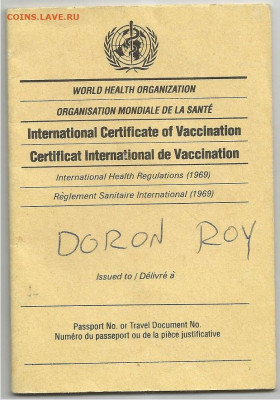 COINS.ЛАVE.RU
WORLD HEALTH ORGANIZATION
ORGANISATION MONDIALE DE LA SANTÉ
International Certificate of Vaccination
Certificat International de Vaccination
International Health Regulations (1969)
Règlement Sanitaire International (1969)
DORON ROY
Issued to / Délivré à
Passport No. or Travel Document No.
Numéro du passeport ou de la pièce justificative